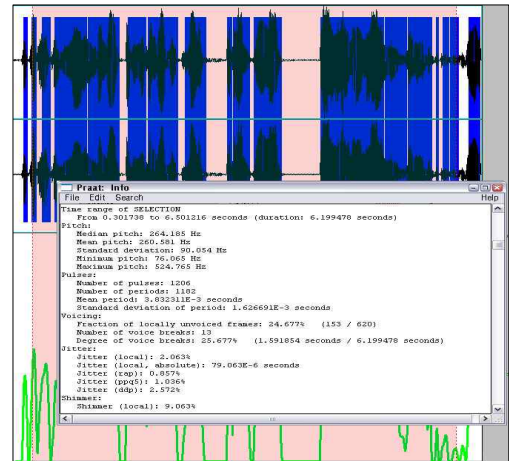 Praat: Info
File Edit Search Help
Time range of SELECTION
From 0.301738 to 6.501216 seconds (duration: 6.199478 seconds)
Pitch:
Median pitch: 264.185 Hz
Mean pitch: 260.581 Hz
Standard deviation: 90.054 Hz
Minimum pitch: 76.065 Hz
Maximum pitch: 524.765 Hz
Pulses:
Number of pulses: 1206
Number of periods: 1182
Mean period: 3.832311E-3 seconds
Standard deviation of period: 1.626691E-3 seconds
Voicing:
Fraction of locally unvoiced frames: 24.677% (153 / 620)
Number of voice breaks: 13
Degree of voice breaks: 25.677% (1.591854 seconds / 6.199478 seconds)
Jitter:
Jitter (local): 2.063%
Jitter (local, absolute): 79.063E-6 seconds
Jitter (rap): 0.857%
Jitter (ppq5): 1.036%
Jitter (ddp): 2.572%
Shimmer:
Shimmer (local): 9.063%